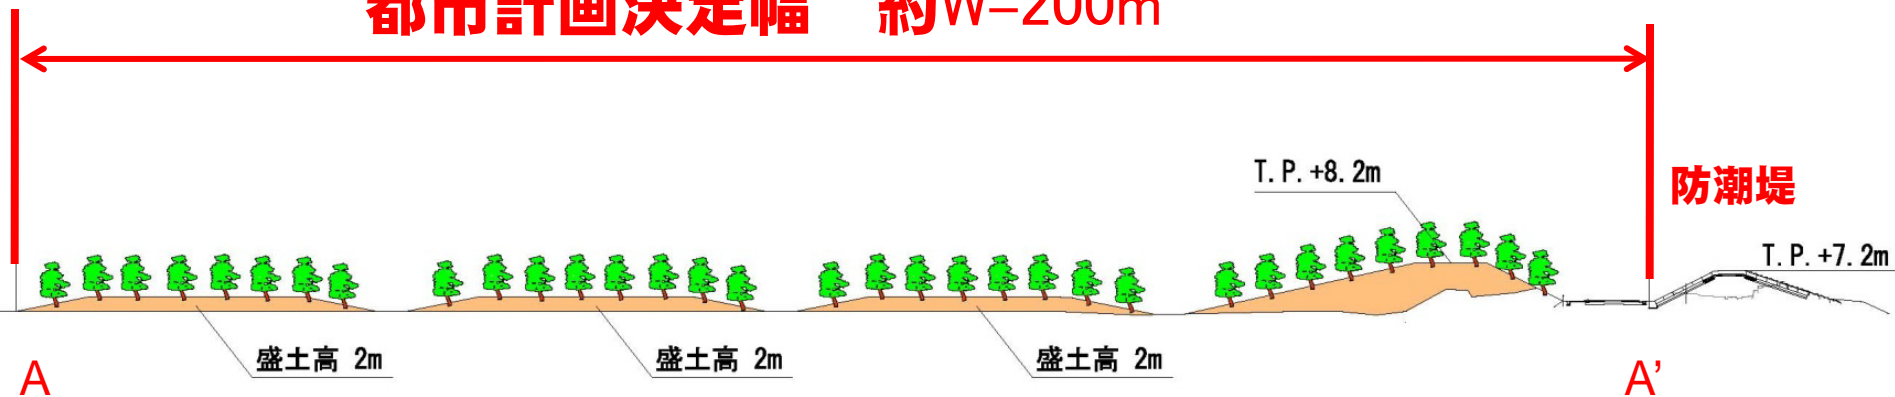 都市計画決定幅　約W=200m
T.P.+8.2m
防潮堤
T.P.+7.2m
盛土高 2m
盛土高 2m
盛土高 2m
A
A’